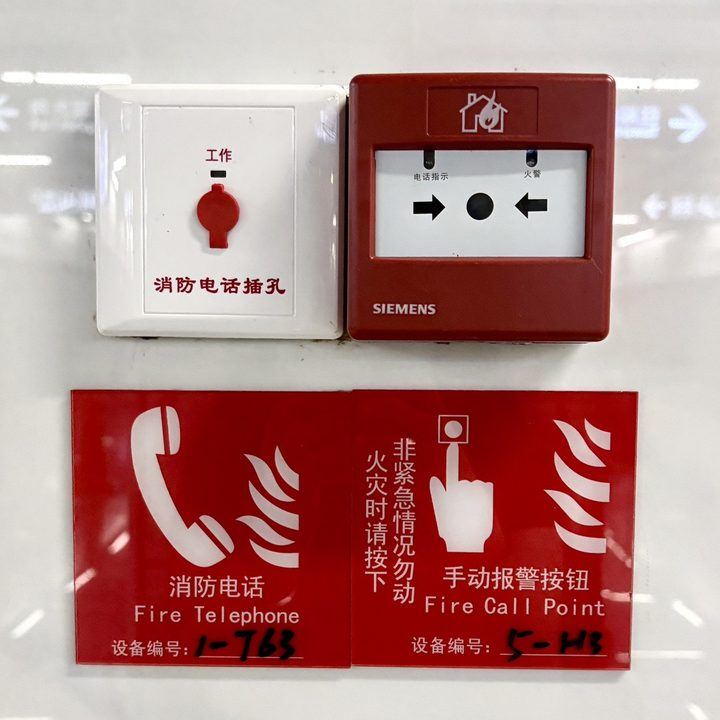 工作
消防电话插孔
电话指示
火警
SIEMENS
消防电话
Fire Telephone
设备编号: 1-T63
非紧急情况勿动
火灾时请按下
手动报警按钮
Fire Call Point
设备编号: 5-H3